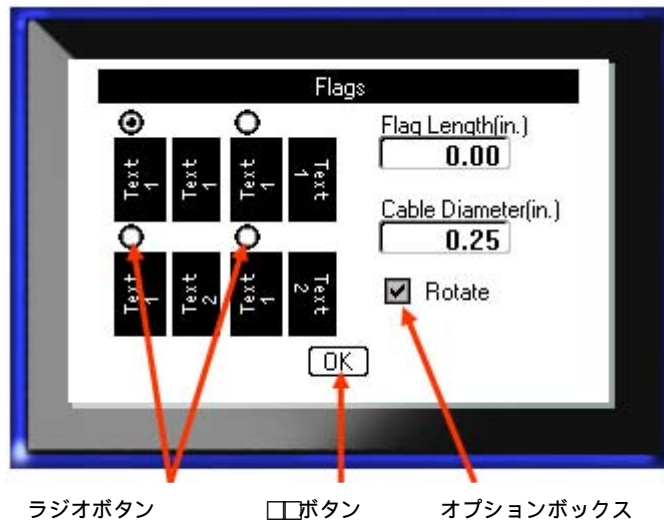 Flags
Flag Length(in.)
0.00
Text 1
Text 1
Text 1
Text 1
Cable Diameter(in.)
0.25
Text 1
Text 2
Text 1
Text 2
Rotate
OK
ラジオボタン
□□ボタン
オプションボックス